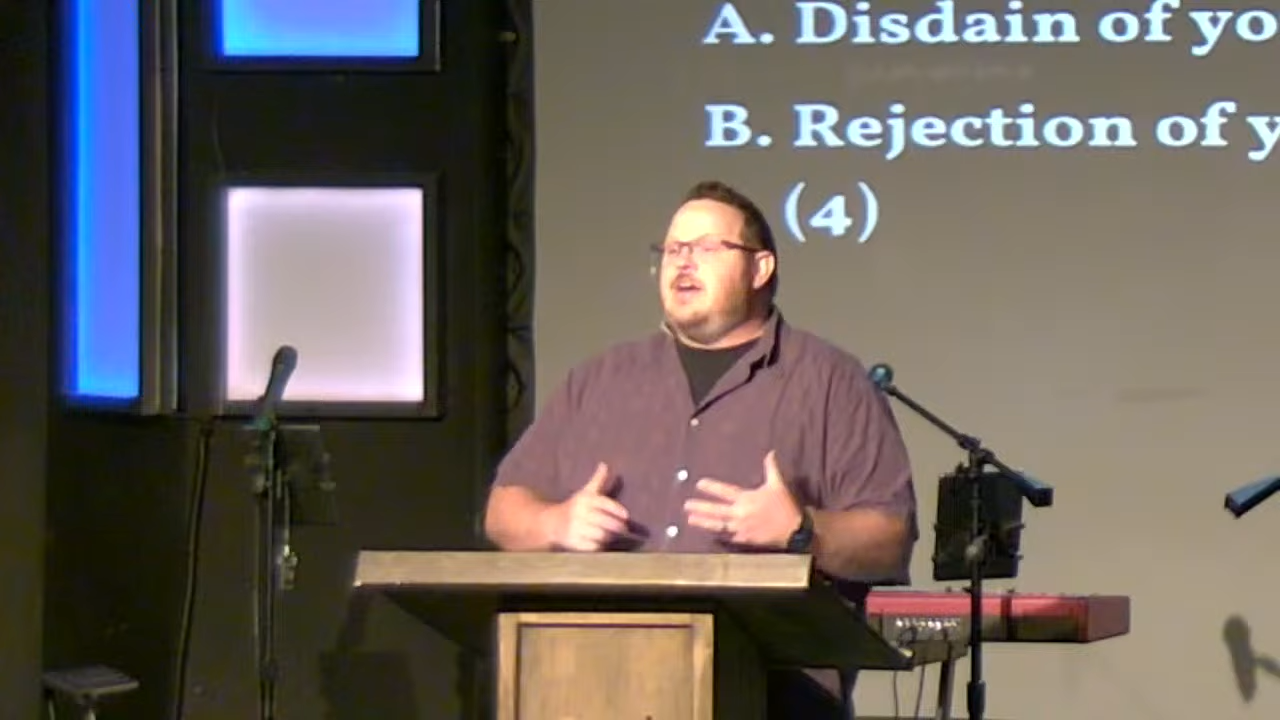 A. Disdain of yo
B. Rejection of y
(4)